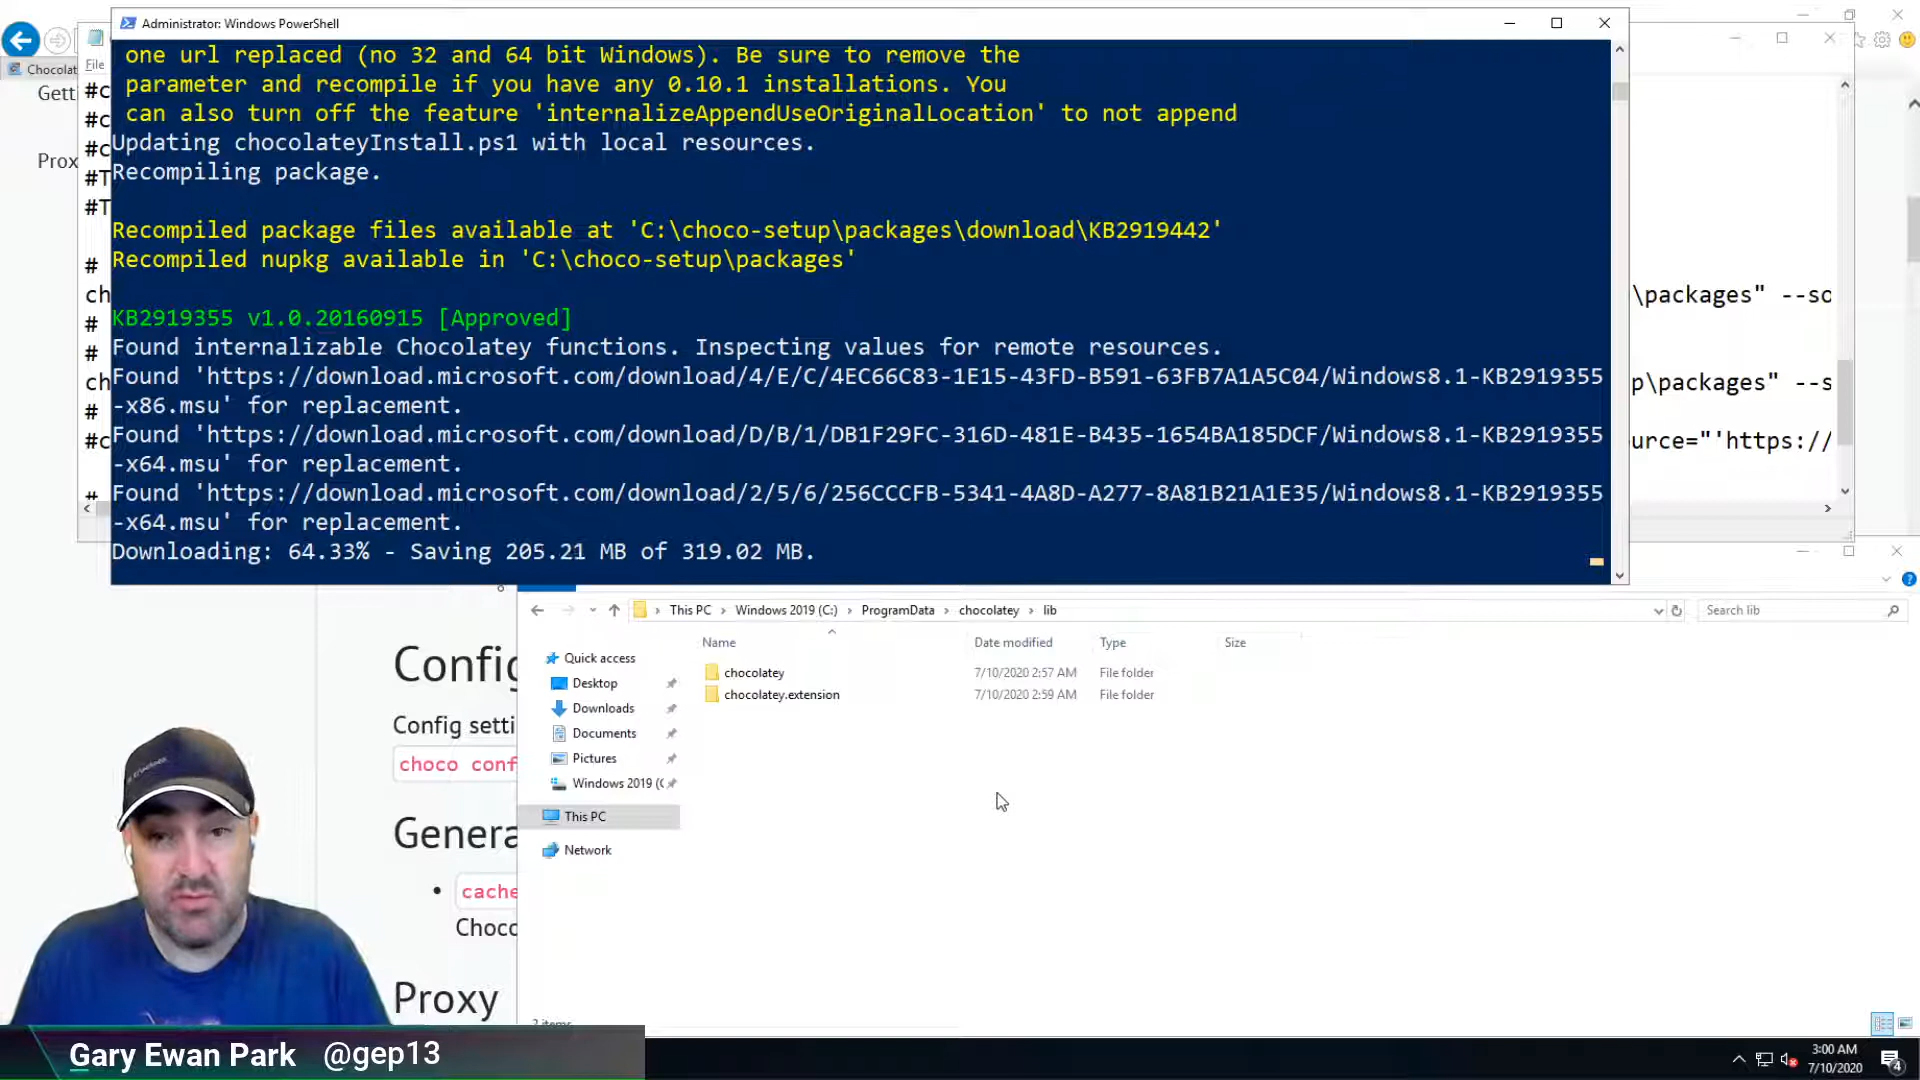 Administrator: Windows PowerShell
one url replaced (no 32 and 64 bit Windows). Be sure to remove the
parameter and recompile if you have any 0.10.1 installations. You
can also turn off the feature 'internalizeAppendUseOriginalLocation' to not append
Updating chocolateyInstall.ps1 with local resources.
Recompiling package.
Recompiled package files available at 'C:\choco-setup\packages\download\KB2919442'
Recompiled nupkg available in 'C:\choco-setup\packages'
KB2919355 v1.0.20160915 [Approved]
Found internalizable Chocolatey functions. Inspecting values for remote resources.
Found 'https://download.microsoft.com/download/4/E/C/4EC66C83-1E15-43FD-B591-63FB7A1A5C04/Windows8.1-KB2919355
-x86.msu' for replacement.
Found 'https://download.microsoft.com/download/D/B/1/DB1F29FC-316D-481E-B435-1654BA185DCF/Windows8.1-KB2919355
-x64.msu' for replacement.
Found 'https://download.microsoft.com/download/2/5/6/256CCCFB-5341-4A8D-A277-8A81B21A1E35/Windows8.1-KB2919355
-x64.msu' for replacement.
Downloading: 64.33% - Saving 205.21 MB of 319.02 MB.
Chocolat
File
Getti
Prox
#c
#c
#c
#T
#T
#
ch
#
#
ch
#
#c
#
\packages" --so
p\packages" --s
urce="'https://
This PC > Windows 2019 (C:) > ProgramData > chocolatey > lib
Search lib
Name Date modified Type Size
chocolatey 7/10/2020 2:57 AM File folder
chocolatey.extension 7/10/2020 2:59 AM File folder
Quick access
Desktop
Downloads
Documents
Pictures
Windows 2019 (C
This PC
Network
2 items
Config
Config setti
choco conf
Genera
cache
Choco
Proxy
Gary Ewan Park @gep13
3:00 AM
7/10/2020
4